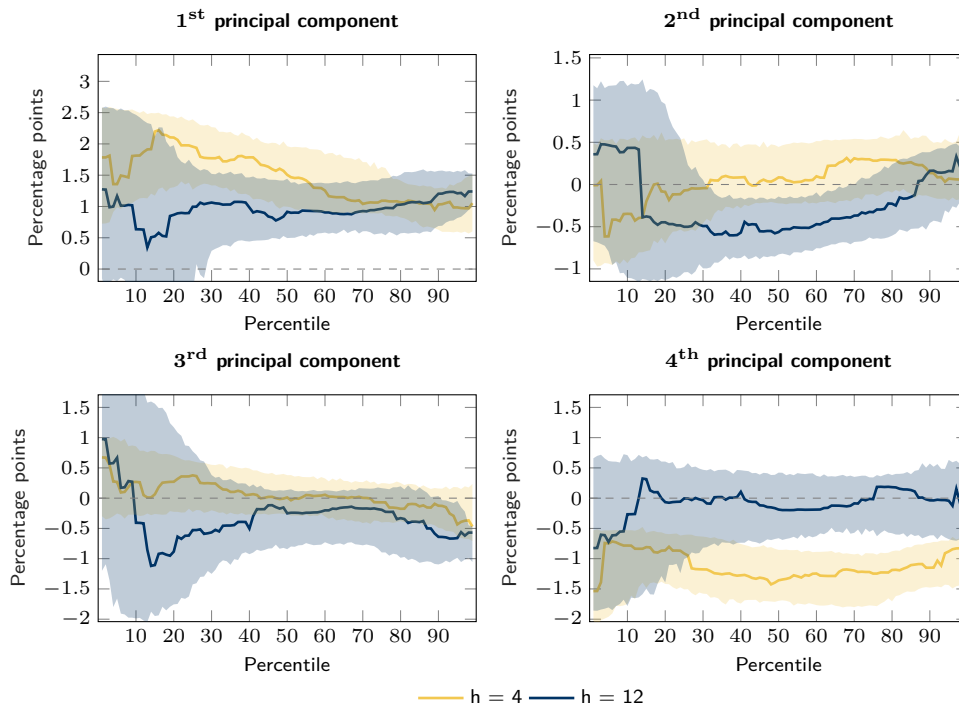 1st principal component
Percentage points
3
2.5
2
1.5
1
0.5
0
10 20 30 40 50 60 70 80 90
Percentile
2nd principal component
Percentage points
1.5
1
0.5
0
−0.5
−1
10 20 30 40 50 60 70 80 90
Percentile
3rd principal component
Percentage points
1.5
1
0.5
0
−0.5
−1
−1.5
−2
10 20 30 40 50 60 70 80 90
Percentile
4th principal component
Percentage points
1.5
1
0.5
0
−0.5
−1
−1.5
−2
10 20 30 40 50 60 70 80 90
Percentile
h = 4 h = 12